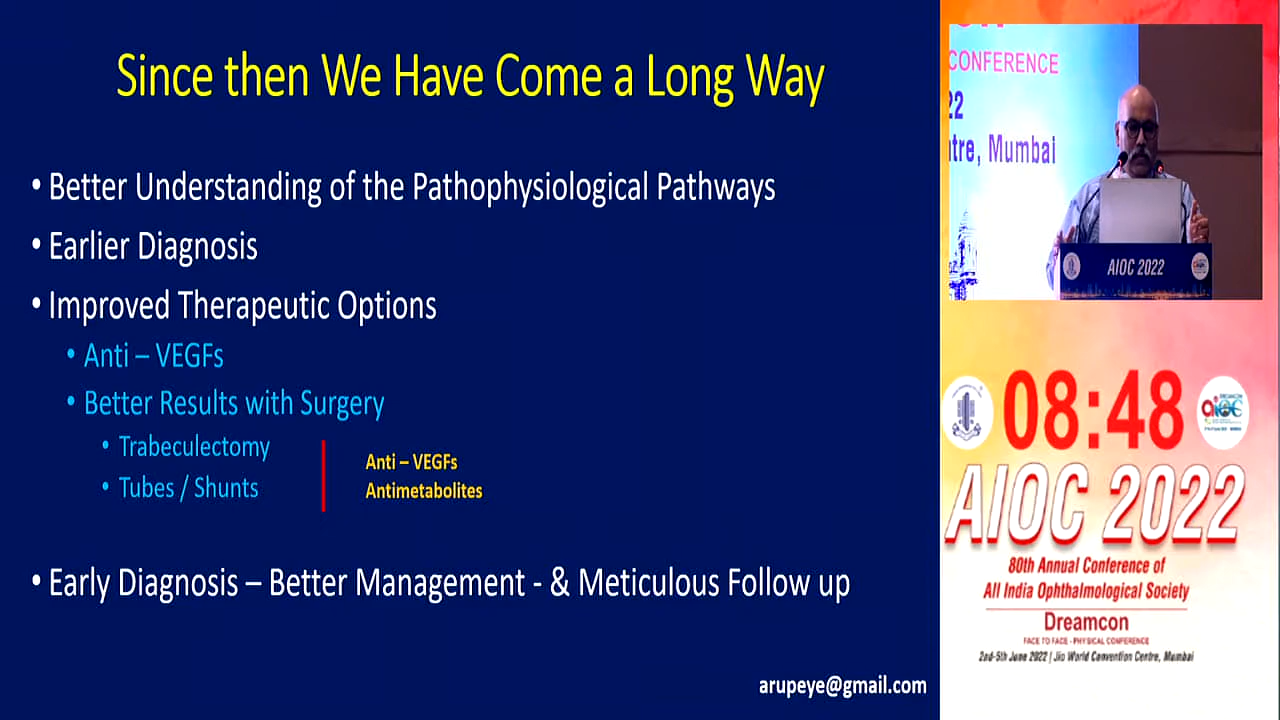 Since then We Have Come a Long Way
• Better Understanding of the Pathophysiological Pathways
• Earlier Diagnosis
• Improved Therapeutic Options
• Anti – VEGFs
• Better Results with Surgery
• Trabeculectomy
• Tubes / Shunts
Anti – VEGFs
Antimetabolites
• Early Diagnosis – Better Management - & Meticulous Follow up
arupeye@gmail.com
CONFERENCE
22
tre, Mumbai
AIOC 2022
08:48
AIOC 2022
80th Annual Conference of
All India Ophthalmological Society
Dreamcon
FACE TO FACE - PHYSICAL CONFERENCE
2nd-5th June 2022 | Jio World Convention Centre, Mumbai